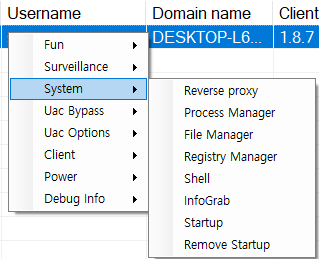 Username Domain name Client
DESKTOP-L6... 1.8.7
Fun
Surveillance
System
Uac Bypass
Uac Options
Client
Power
Debug Info
Reverse proxy
Process Manager
File Manager
Registry Manager
Shell
InfoGrab
Startup
Remove Startup